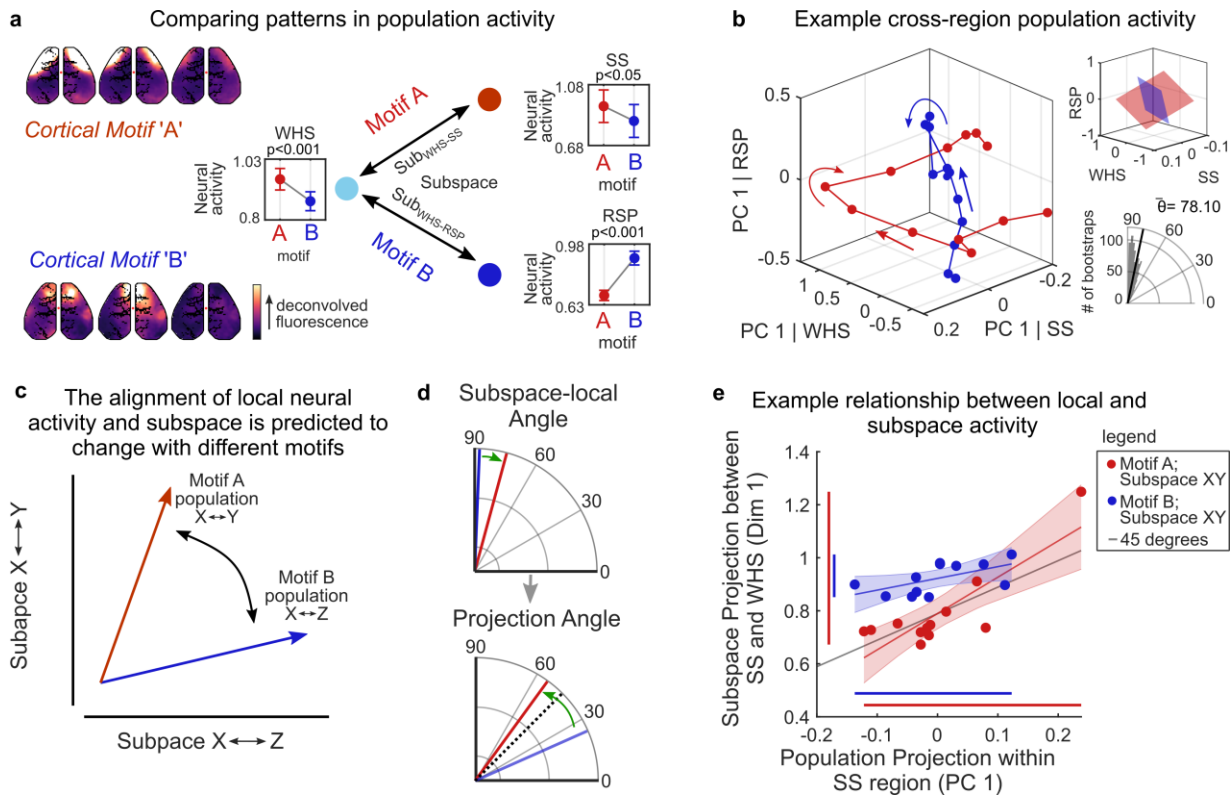 a
Comparing patterns in population activity
Cortical Motif 'A'
WHS
p<0.001
Neural
activity
1.03
0.8
A
B
motif
Motif A
SubWHS-SS
Subspace
SubWHS-RSP
Motif B
SS
p<0.05
Neural
activity
1.08
0.68
A
B
motif
RSP
p<0.001
Neural
activity
0.98
0.63
A
B
motif
Cortical Motif 'B'
deconvolved
fluorescence
b
Example cross-region population activity
PC 1 | RSP
0.5
0
-0.5
1
0.5
0
-0.5
PC 1 | WHS
0.2
0
-0.2
PC 1 | SS
RSP
1
0
-1
1
0
-1
WHS
0.1
0
-0.1
SS
θ̄= 78.10
# of bootstraps
100
50
0
90
60
30
0
c
The alignment of local neural
activity and subspace is predicted to
change with different motifs
Subapce X⟷Y
Motif A
population
X↔Y
Motif B
population
X↔Z
Subpace X⟷Z
d
Subspace-local
Angle
90
60
30
0
Projection Angle
90
60
30
0
e
Example relationship between local and
subspace activity
Subspace Projection between
SS and WHS (Dim 1)
1.4
1.2
1
0.8
0.6
0.4
-0.2
-0.1
0
0.1
0.2
Population Projection within
SS region (PC 1)
legend
Motif A;
Subspace XY
Motif B;
Subspace XY
45 degrees